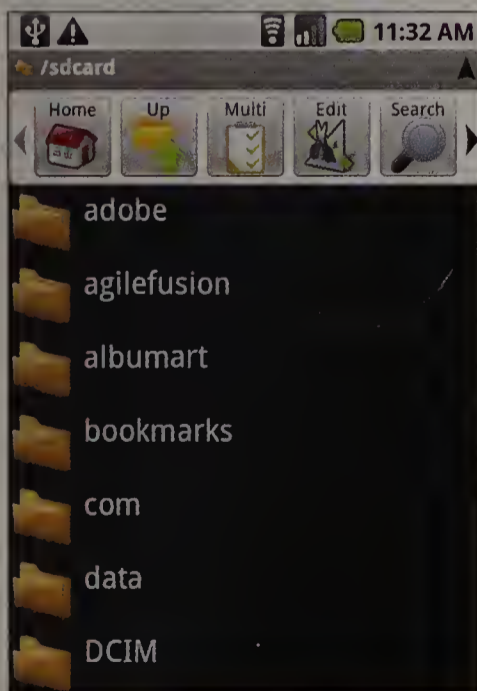 11:32 AM
/sdcard
Home Up Multi Edit Search
adobe
agilefusion
albumart
bookmarks
com
data
DCIM